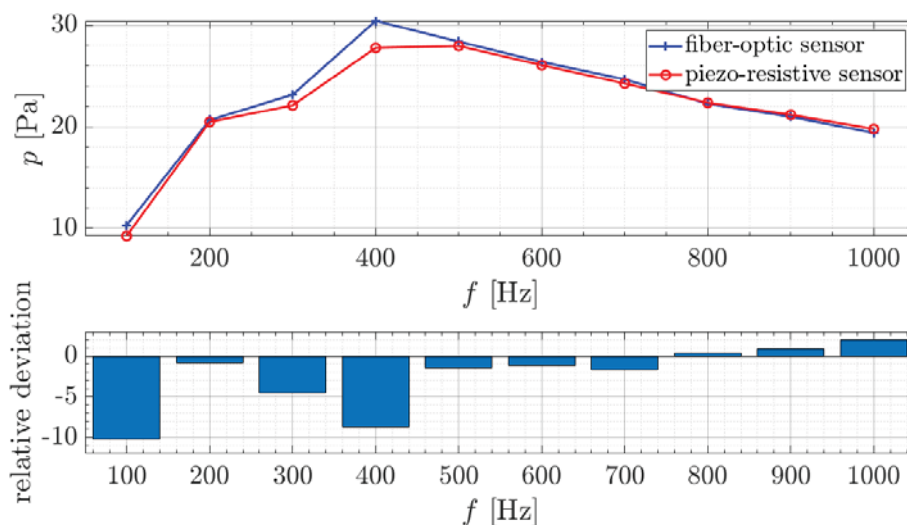 30
20
10
p [Pa]
fiber-optic sensor
piezo-resistive sensor
200 400 600 800 1000
f [Hz]
relative deviation
0
-5
-10
100 200 300 400 500 600 700 800 900 1000
f [Hz]